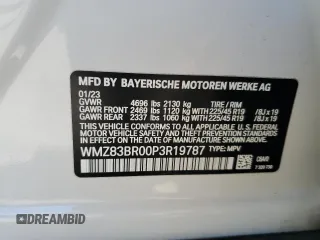 MFD BY BAYERISCHE MOTOREN WERKE AG
01/23
GVWR 4696 lbs 2130 kg TIRE / RIM
GAWR FRONT 2469 lbs 1120 kg 225/45 R19 /8J x 19
GAWR REAR 2337 lbs 1060 kg 225/45 R19 /8J x 19
THIS VEHICLE CONFORMS TO ALL APPLICABLE FEDERAL
MOTOR VEHICLE SAFETY, BUMPER AND THEFT PREVENTION
STANDARDS IN EFFECT ON THE DATE OF
MANUFACTURE SHOWN ABOVE.
WMZ83BR00P3R19787 TYPE: MPV
AUTOBIDMASTER